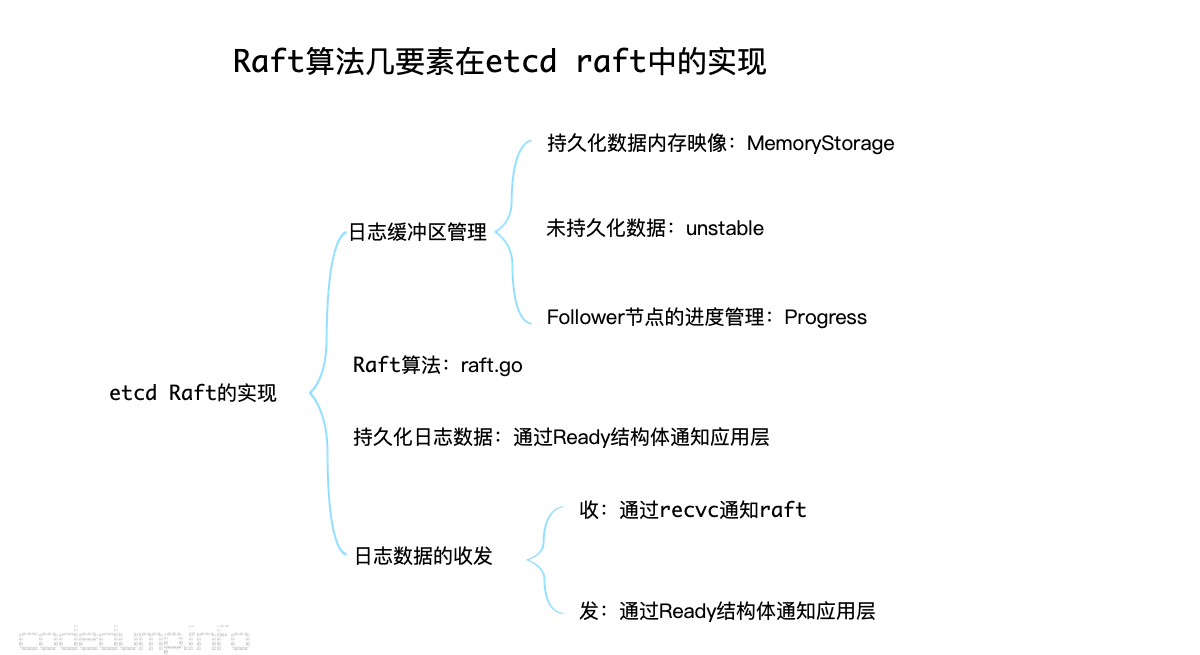 Raft算法几要素在etcd raft中的实现
持久化数据内存映像：MemoryStorage
日志缓冲区管理
未持久化数据：unstable
Follower节点的进度管理：Progress
Raft算法：raft.go
etcd Raft的实现
持久化日志数据：通过Ready结构体通知应用层
收：通过recvc通知raft
日志数据的收发
发：通过Ready结构体通知应用层
codedump.info